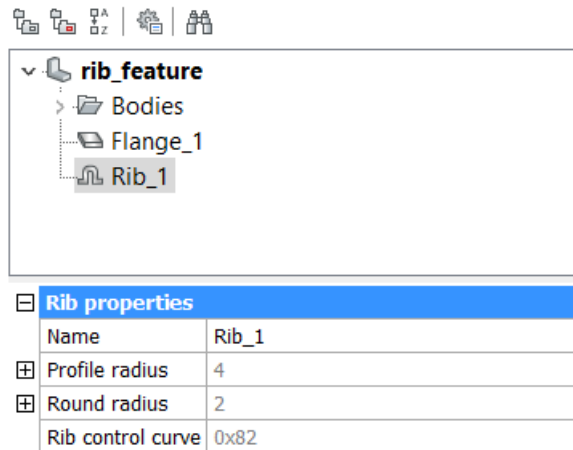 rib_feature
Bodies
Flange_1
Rib_1
Rib properties
Name Rib_1
Profile radius 4
Round radius 2
Rib control curve 0x82